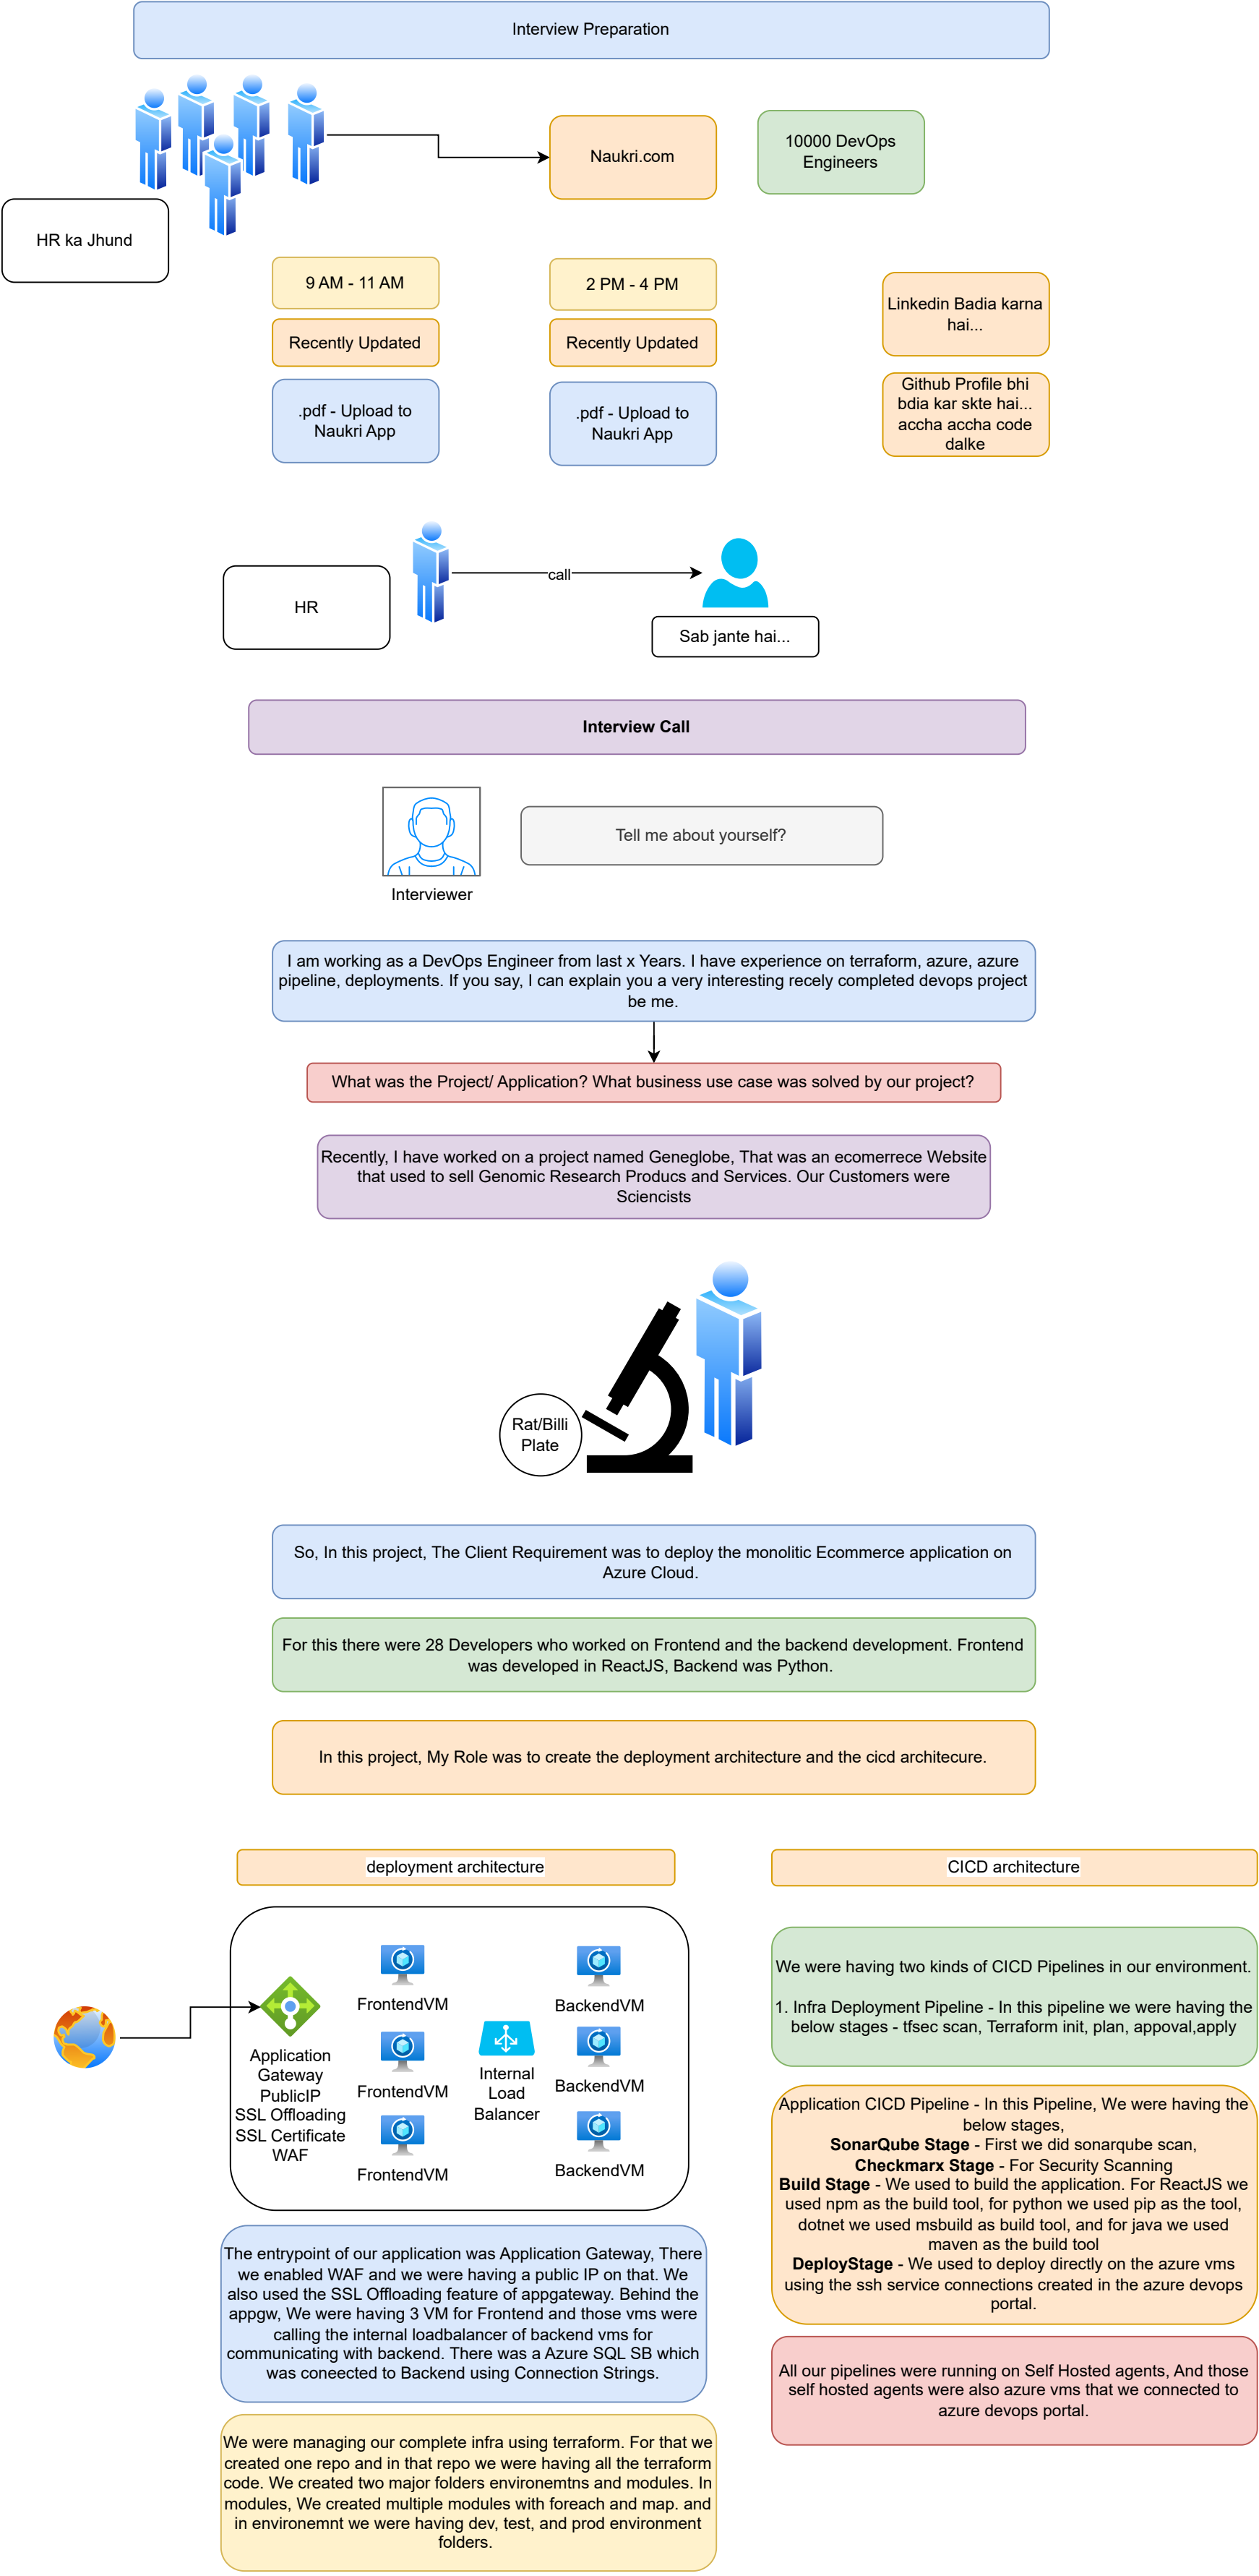 Interview Preparation
Naukri.com
10000 DevOps
Engineers
HR ka Jhund
9 AM - 11 AM
2 PM - 4 PM
Linkedin Badia karna
hai...
Recently Updated
Recently Updated
.pdf - Upload to
Naukri App
.pdf - Upload to
Naukri App
Github Profile bhi
bdia kar skte hai...
accha accha code
dalke
HR
call
Sab jante hai...
Interview Call
Tell me about yourself?
Interviewer
I am working as a DevOps Engineer from last x Years. I have experience on terraform, azure, azure
pipeline, deployments. If you say, I can explain you a very interesting recely completed devops project
be me.
What was the Project/ Application? What business use case was solved by our project?
Recently, I have worked on a project named Geneglobe, That was an ecomerrece Website
that used to sell Genomic Research Producs and Services. Our Customers were
Sciencists
Rat/Billi
Plate
So, In this project, The Client Requirement was to deploy the monolitic Ecommerce application on
Azure Cloud.
For this there were 28 Developers who worked on Frontend and the backend development. Frontend
was developed in ReactJS, Backend was Python.
In this project, My Role was to create the deployment architecture and the cicd architecure.
deployment architecture
FrontendVM
BackendVM
Application
Gateway
PublicIP
SSL Offloading
SSL Certificate
WAF
FrontendVM
Internal
Load
Balancer
BackendVM
FrontendVM
BackendVM
The entrypoint of our application was Application Gateway, There
we enabled WAF and we were having a public IP on that. We
also used the SSL Offloading feature of appgateway. Behind the
appgw, We were having 3 VM for Frontend and those vms were
calling the internal loadbalancer of backend vms for
communicating with backend. There was a Azure SQL SB which
was coneected to Backend using Connection Strings.
We were managing our complete infra using terraform. For that we
created one repo and in that repo we were having all the terraform
code. We created two major folders environemtns and modules. In
modules, We created multiple modules with foreach and map. and
in environemnt we were having dev, test, and prod environment
folders.
CICD architecture
We were having two kinds of CICD Pipelines in our environment.
1. Infra Deployment Pipeline - In this pipeline we were having the
below stages - tfsec scan, Terraform init, plan, appoval,apply
Application CICD Pipeline - In this Pipeline, We were having the
below stages,
SonarQube Stage - First we did sonarqube scan,
Checkmarx Stage - For Security Scanning
Build Stage - We used to build the application. For ReactJS we
used npm as the build tool, for python we used pip as the tool,
dotnet we used msbuild as build tool, and for java we used
maven as the build tool
DeployStage - We used to deploy directly on the azure vms
using the ssh service connections created in the azure devops
portal.
All our pipelines were running on Self Hosted agents, And those
self hosted agents were also azure vms that we connected to
azure devops portal.